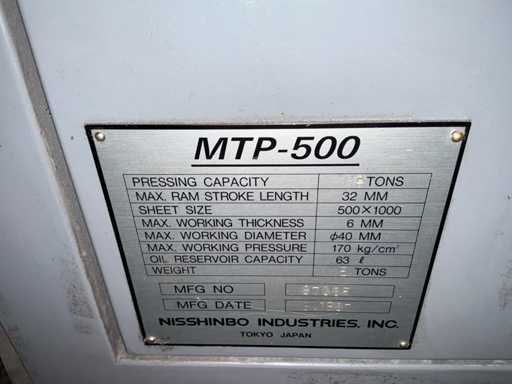 MTP-500
PRESSING CAPACITY TONS
MAX. RAM STROKE LENGTH 32 MM
SHEET SIZE 500×1000
MAX. WORKING THICKNESS 6 MM
MAX. WORKING DIAMETER φ40 MM
MAX. WORKING PRESSURE 170 kg/cm²
OIL RESERVOIR CAPACITY 63 ℓ
WEIGHT TONS
MFG NO
MFG DATE
NISSHINBO INDUSTRIES, INC.
TOKYO JAPAN